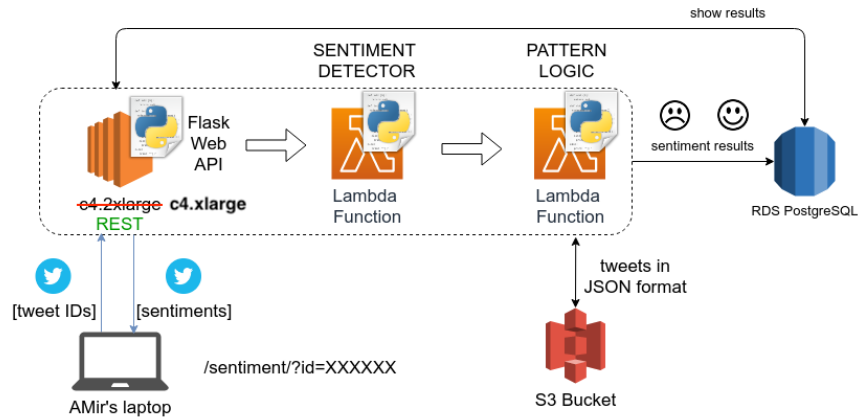 show results
SENTIMENT
DETECTOR
PATTERN
LOGIC
Flask
Web
API
Lambda
Function
Lambda
Function
sentiment results
RDS PostgreSQL
c4.2xlarge c4.xlarge
REST
[tweet IDs]
[sentiments]
tweets in
JSON format
/sentiment/?id=XXXXXX
AMir's laptop
S3 Bucket